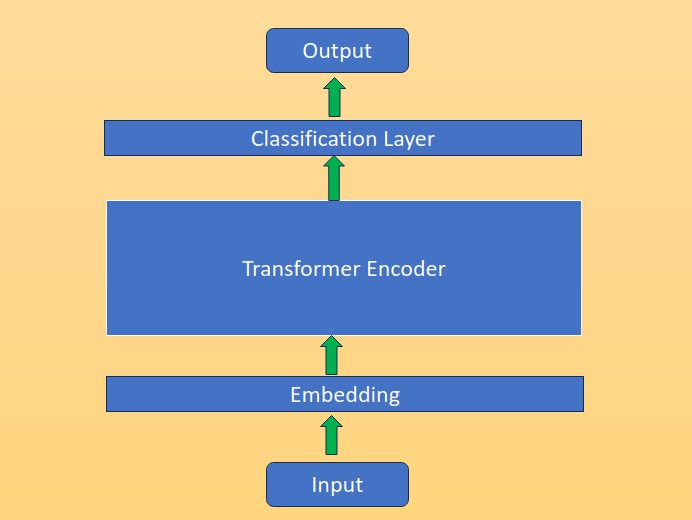 Output
Classification Layer
Transformer Encoder
Embedding
Input